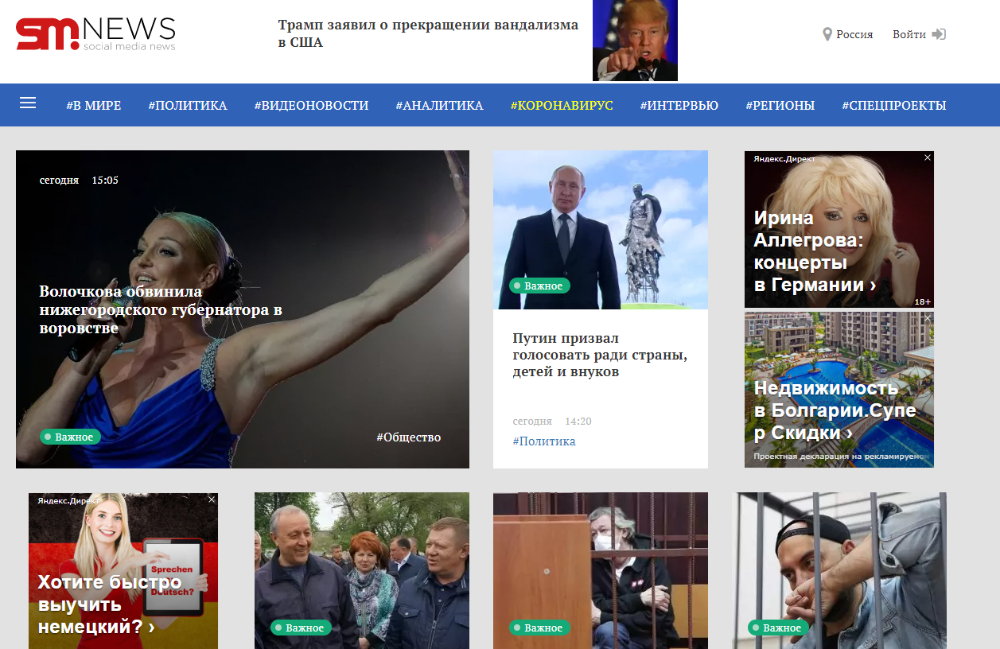 sm.NEWS
social media news
Трамп заявил о прекращении вандализма
в США
Россия
Войти
#В МИРЕ
#ПОЛИТИКА
#ВИДЕОНОВОСТИ
#АНАЛИТИКА
#КОРОНАВИРУС
#ИНТЕРВЬЮ
#РЕГИОНЫ
#СПЕЦПРОЕКТЫ
сегодня 15:05
Волочкова обвинила
нижегородского губернатора в
воровстве
Важное
#Общество
Важное
Путин призвал
голосовать ради страны,
детей и внуков
сегодня 14:20
#Политика
Яндекс.Директ
Ирина
Аллегрова:
концерты
в Германии ›
18+
Недвижимость
в Болгарии.Супе
р Скидки ›
Проектная декларация на рекламируемом
Яндекс.Директ
Sprechen
Deutsch?
Хотите быстро
выучить
немецкий? ›
Важное
Важное
Важное